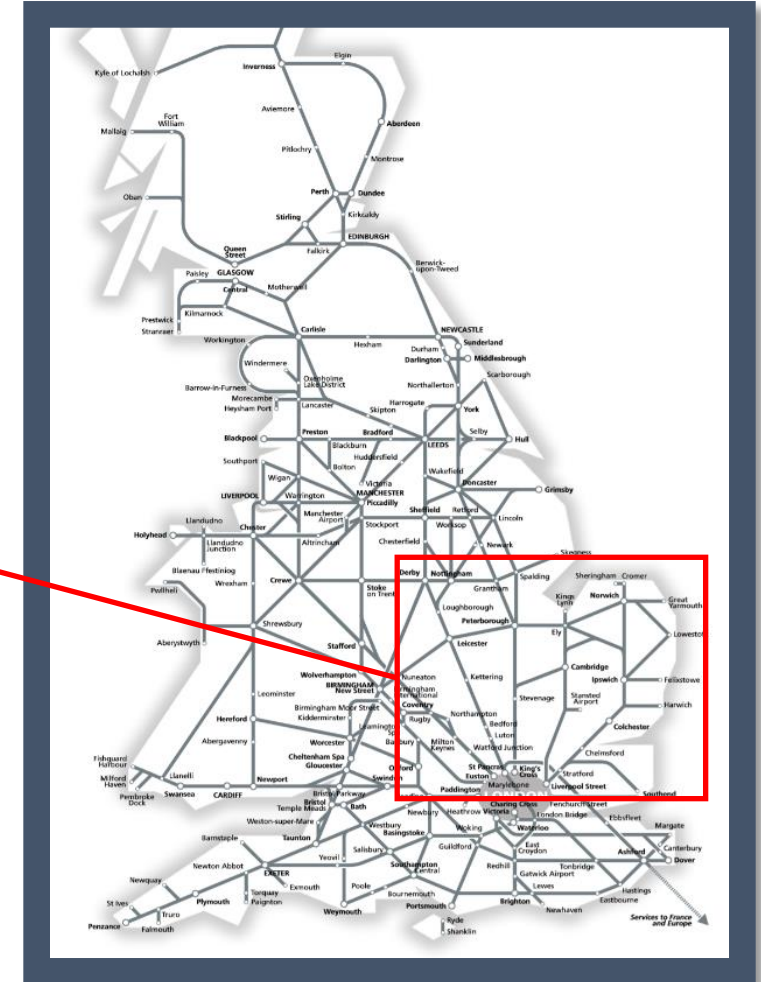 Elgin
Inverness
Kyle of Lochalsh
Aviemore
Fort
William
Mallaig
Aberdeen
Pitlochry
Montrose
Perth
Dundee
Oban
Stirling
Kirkcaldy
EDINBURGH
Falkirk
Queen
Street
GLASGOW
Central
Paisley
Motherwell
Berwick-
upon-Tweed
Kilmarnock
Prestwick
Stranraer
Carlisle
Hexham
NEWCASTLE
Sunderland
Workington
Durham
Darlington
Middlesbrough
Windermere
Oxenholme
Lake District
Northallerton
Scarborough
Barrow-in-Furness
Morecambe
Heysham Port
Lancaster
Skipton
Harrogate
York
Blackpool
Preston
Blackburn
Bradford
LEEDS
Selby
Hull
Huddersfield
Southport
Bolton
Wigan
Wakefield
Victoria
MANCHESTER
Piccadilly
Doncaster
Grimsby
LIVERPOOL
Warrington
Manchester
Airport
Stockport
Sheffield
Retford
Worksop
Lincoln
Llandudno
Holyhead
Llandudno
Junction
Chester
Altrincham
Chesterfield
Newark
Skegness
Blaenau Ffestiniog
Wrexham
Pwllheli
Crewe
Stoke
on Trent
Derby
Nottingham
Grantham
Spalding
Sheringham
Cromer
Loughborough
Kings
Lynn
Norwich
Great
Yarmouth
Aberystwyth
Shrewsbury
Stafford
Leicester
Peterborough
Ely
Lowestoft
Wolverhampton
BIRMINGHAM
New Street
Nuneaton
Birmingham
International
Kettering
Cambridge
Ipswich
Felixstowe
Leominster
Birmingham Moor Street
Kidderminster
Coventry
Rugby
Leamington
Spa
Northampton
Stevenage
Stansted
Airport
Harwich
Hereford
Bedford
Luton
Colchester
Abergavenny
Worcester
Banbury
Milton
Keynes
Watford Junction
Chelmsford
Cheltenham Spa
Gloucester
Oxford
St Pancras
Euston
King's
Cross
Stratford
Fishguard
Harbour
Milford
Haven
Pembroke
Dock
Llanelli
Swansea
CARDIFF
Newport
Swindon
Paddington
Marylebone
Liverpool Street
Southend
Bristol Parkway
Bristol
Temple Meads
Bath
Newbury
Heathrow
Victoria
Charing Cross
Fenchurch Street
London Bridge
Waterloo
Ebbsfleet
Weston-super-Mare
Westbury
Basingstoke
Woking
Margate
Barnstaple
Taunton
Salisbury
Guildford
East
Croydon
Canterbury
Ashford
Dover
Newton Abbot
Yeovil
Southampton
Central
Redhill
Gatwick Airport
Tonbridge
EXETER
Newquay
Exmouth
Poole
Bournemouth
Lewes
Hastings
Eastbourne
St Ives
Plymouth
Torquay
Paignton
Weymouth
Portsmouth
Brighton
Newhaven
Truro
Penzance
Falmouth
Ryde
Shanklin
Services to France
and Europe